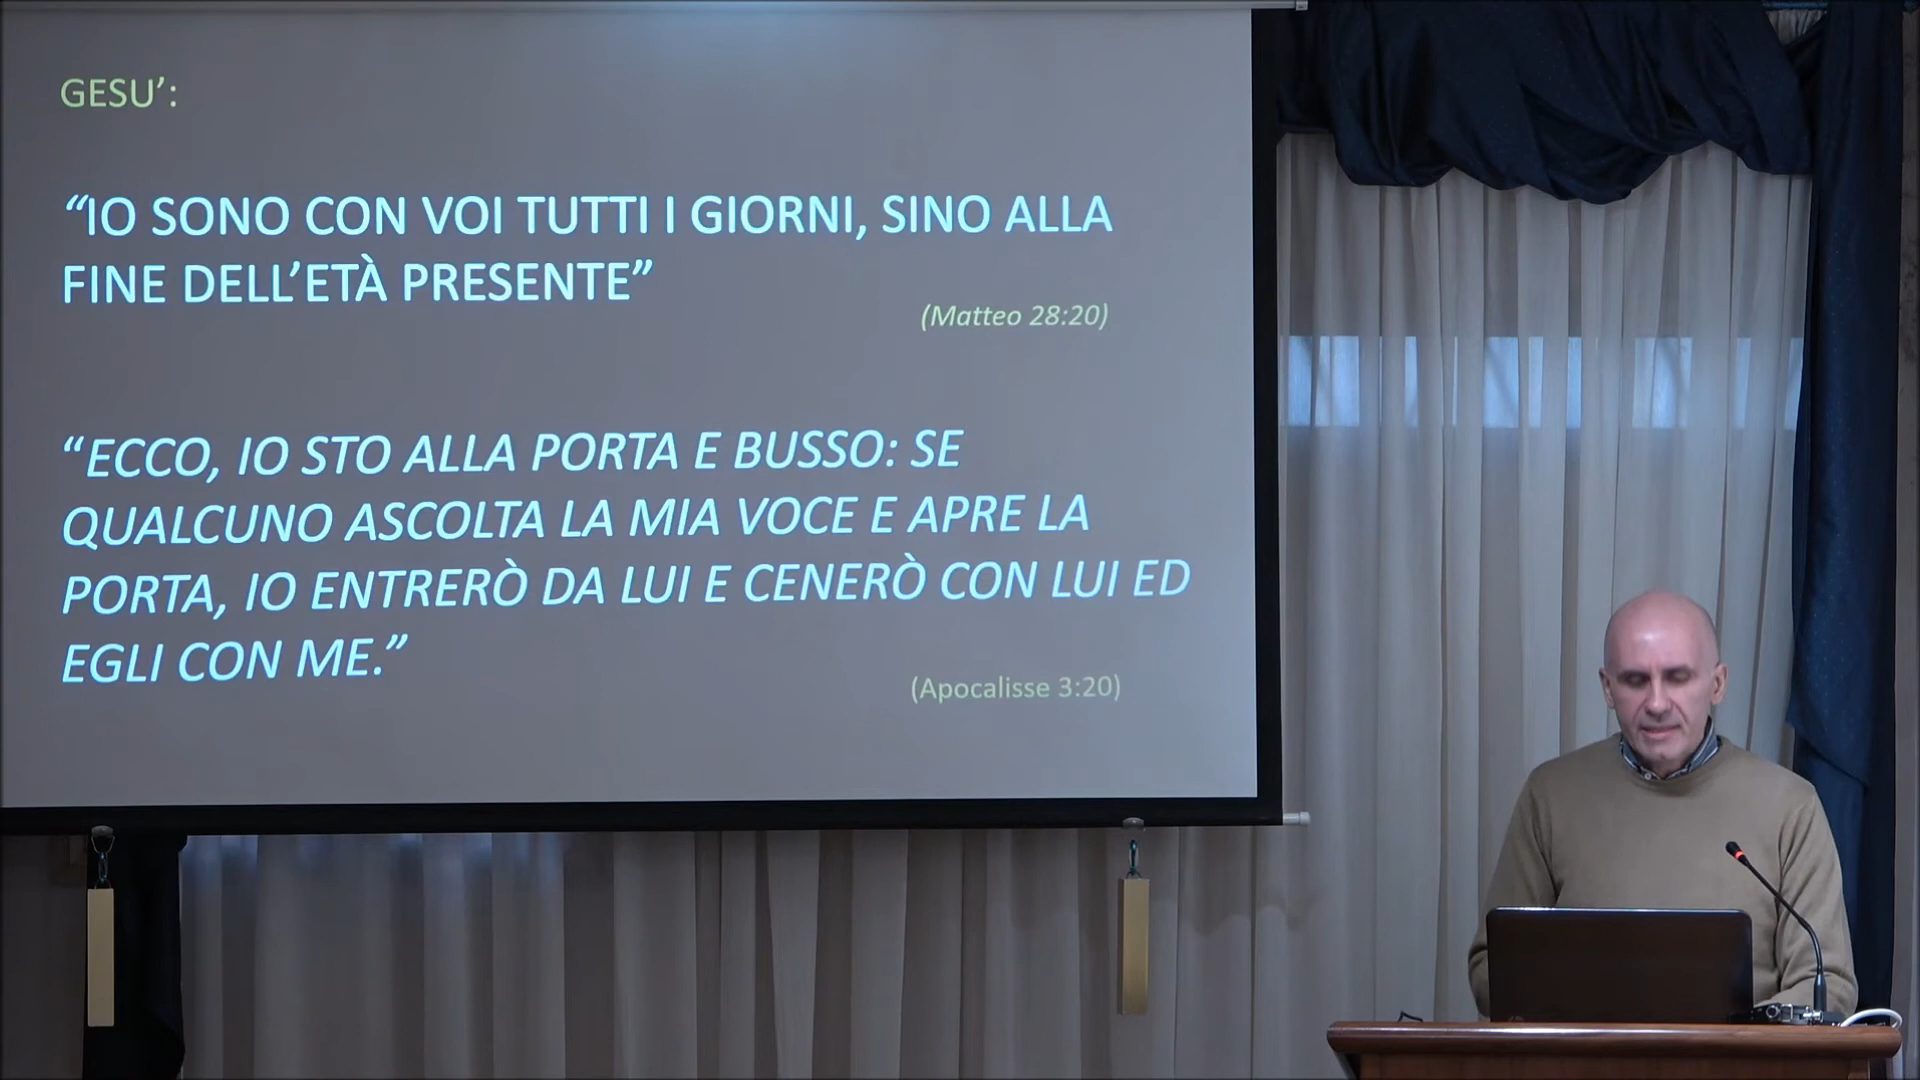 GESU’:
“IO SONO CON VOI TUTTI I GIORNI, SINO ALLA
FINE DELL’ETÀ PRESENTE”
(Matteo 28:20)
“ECCO, IO STO ALLA PORTA E BUSSO: SE
QUALCUNO ASCOLTA LA MIA VOCE E APRE LA
PORTA, IO ENTRERÒ DA LUI E CENERÒ CON LUI ED
EGLI CON ME.”
(Apocalisse 3:20)